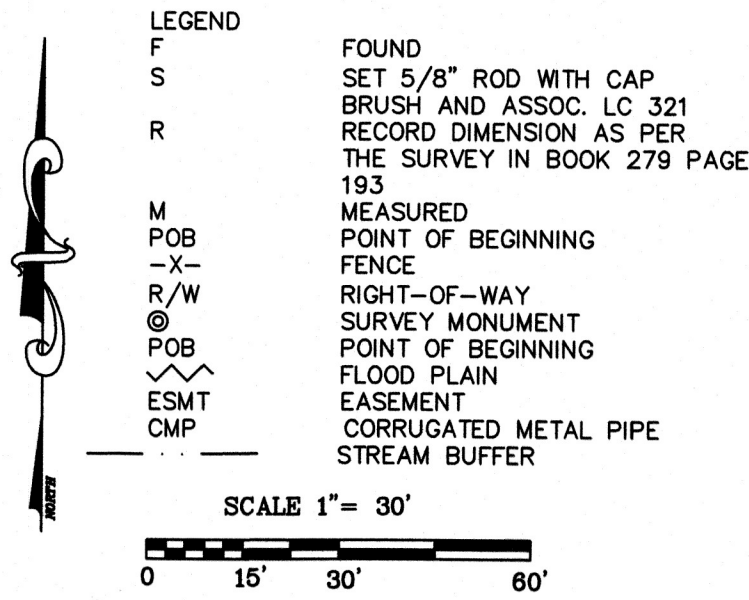 LEGEND
F FOUND
S SET 5/8" ROD WITH CAP
BRUSH AND ASSOC. LC 321
R RECORD DIMENSION AS PER
THE SURVEY IN BOOK 279 PAGE
193
M MEASURED
POB POINT OF BEGINNING
-X- FENCE
R/W RIGHT-OF-WAY
SURVEY MONUMENT
POB POINT OF BEGINNING
FLOOD PLAIN
ESMT EASEMENT
CMP CORRUGATED METAL PIPE
STREAM BUFFER
NORTH
SCALE 1"= 30'
0 15' 30' 60'